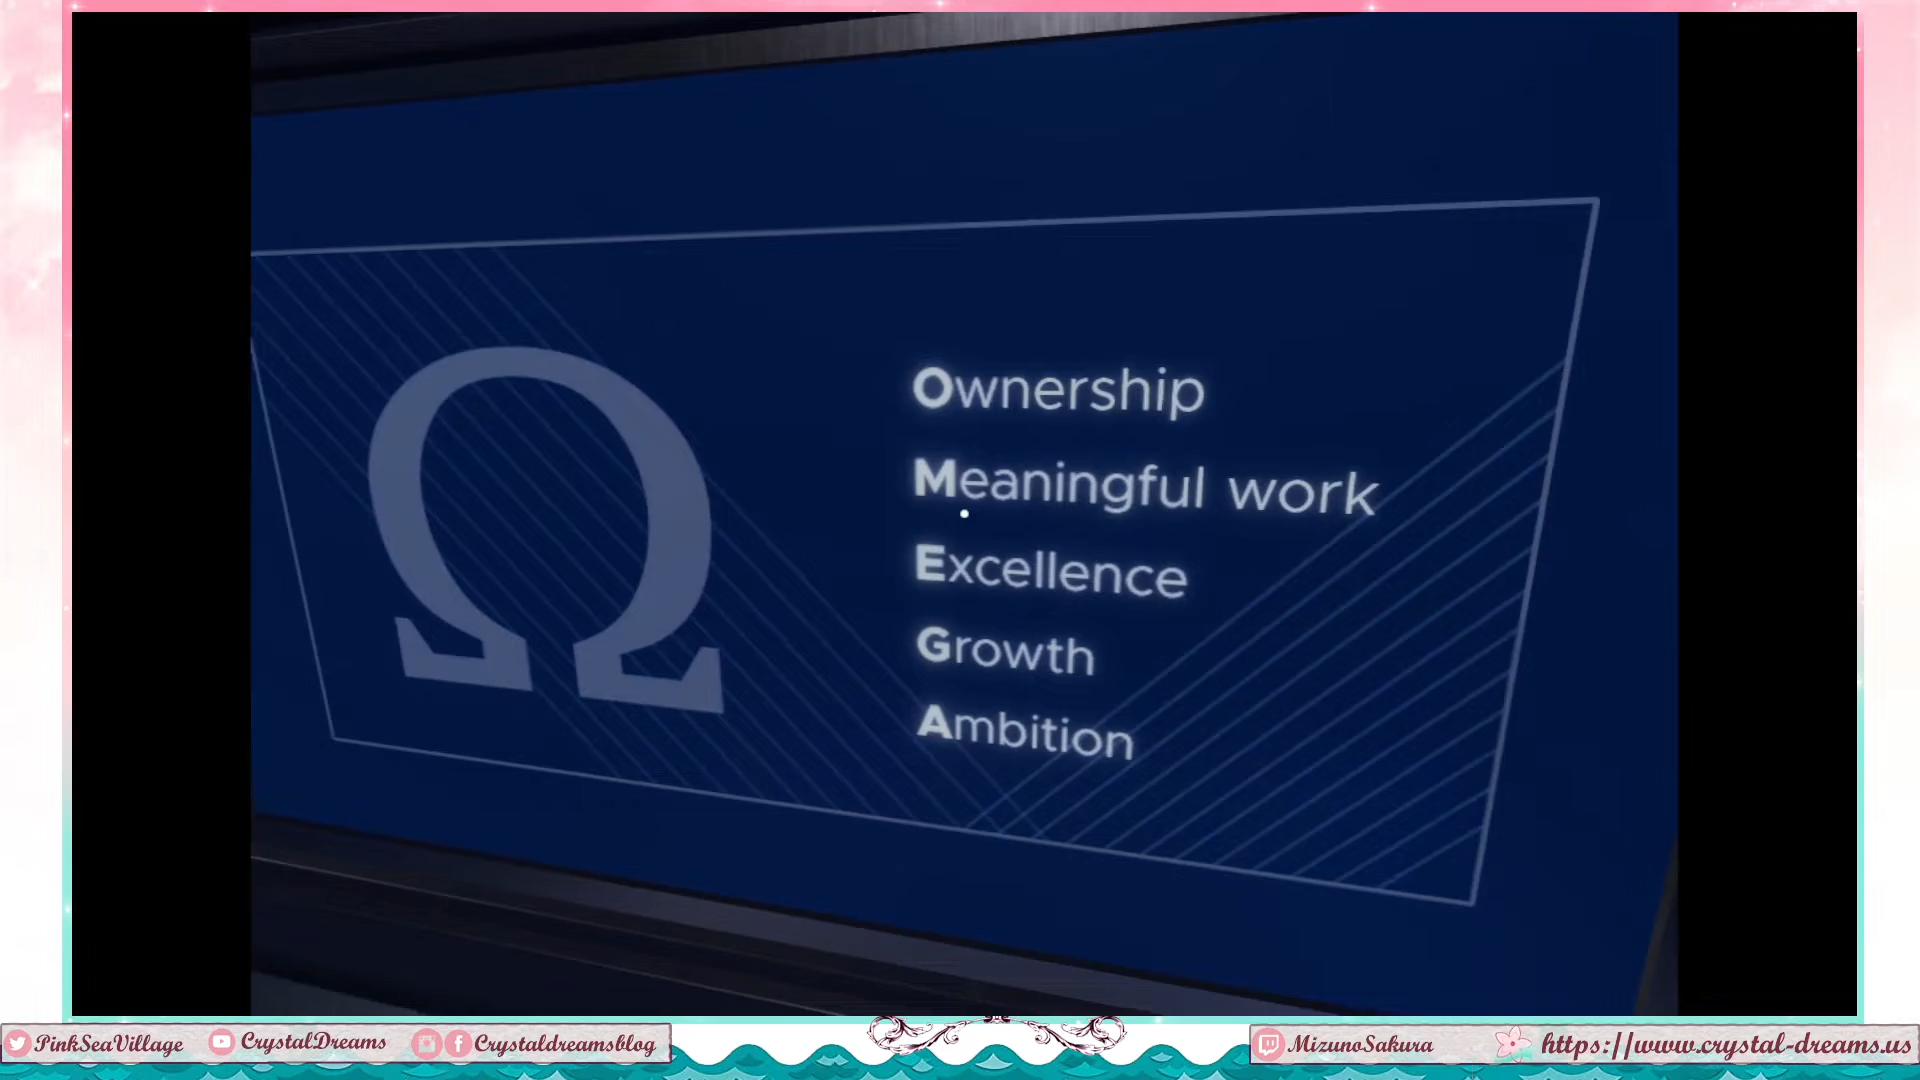 Ω
Ownership
Meaningful work
Excellence
Growth
Ambition
PinkSeaVillage
CrystalDreams
Crystaldreamsblog
MizunoSakura
https://www.crystal-dreams.us